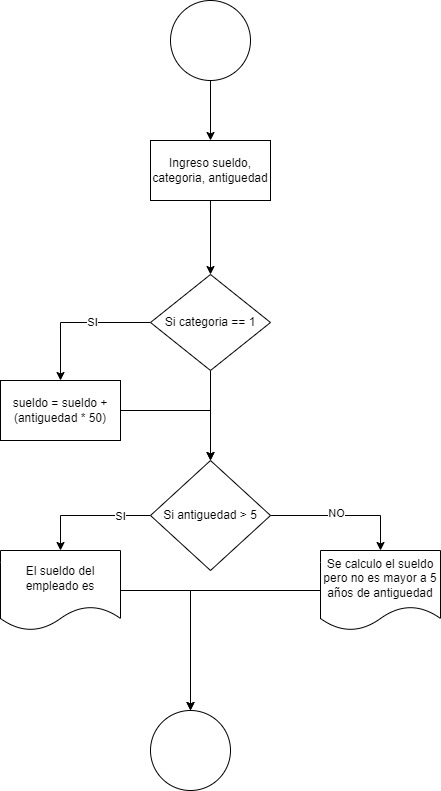 Ingreso sueldo,
categoria, antiguedad
Si categoria == 1
SI
sueldo = sueldo +
(antiguedad * 50)
Si antiguedad > 5
SI
NO
El sueldo del
empleado es
Se calculo el sueldo
pero no es mayor a 5
años de antiguedad